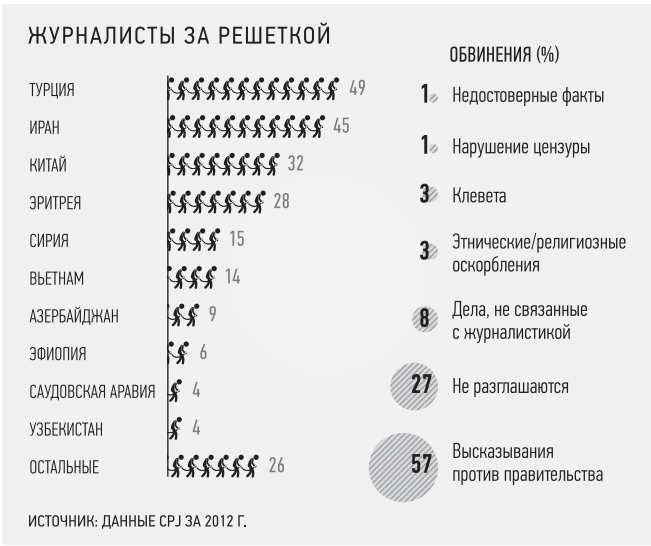 ЖУРНАЛИСТЫ ЗА РЕШЕТКОЙ
ТУРЦИЯ 49
ИРАН 45
КИТАЙ 32
ЭРИТРЕЯ 28
СИРИЯ 15
ВЬЕТНАМ 14
АЗЕРБАЙДЖАН 9
ЭФИОПИЯ 6
САУДОВСКАЯ АРАВИЯ 4
УЗБЕКИСТАН 4
ОСТАЛЬНЫЕ 26
ОБВИНЕНИЯ (%)
1 Недостоверные факты
1 Нарушение цензуры
3 Клевета
3 Этнические/религиозные
оскорбления
8 Дела, не связанные
с журналистикой
27 Не разглашаются
57 Высказывания
против правительства
ИСТОЧНИК: ДАННЫЕ CPJ ЗА 2012 Г.